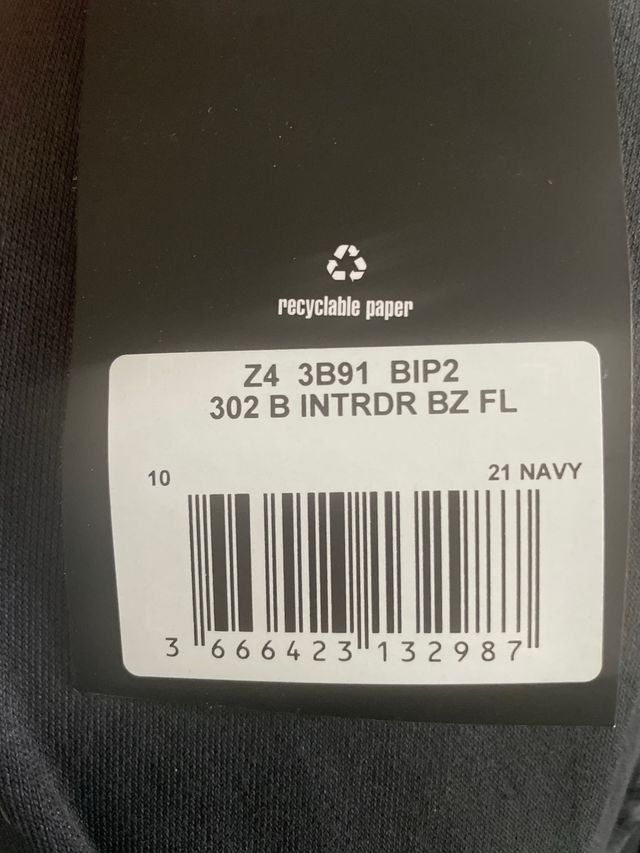 recyclable paper
Z4 3B91 BIP2
302 B INTRDR BZ FL
10 21 NAVY
3 666423 132987